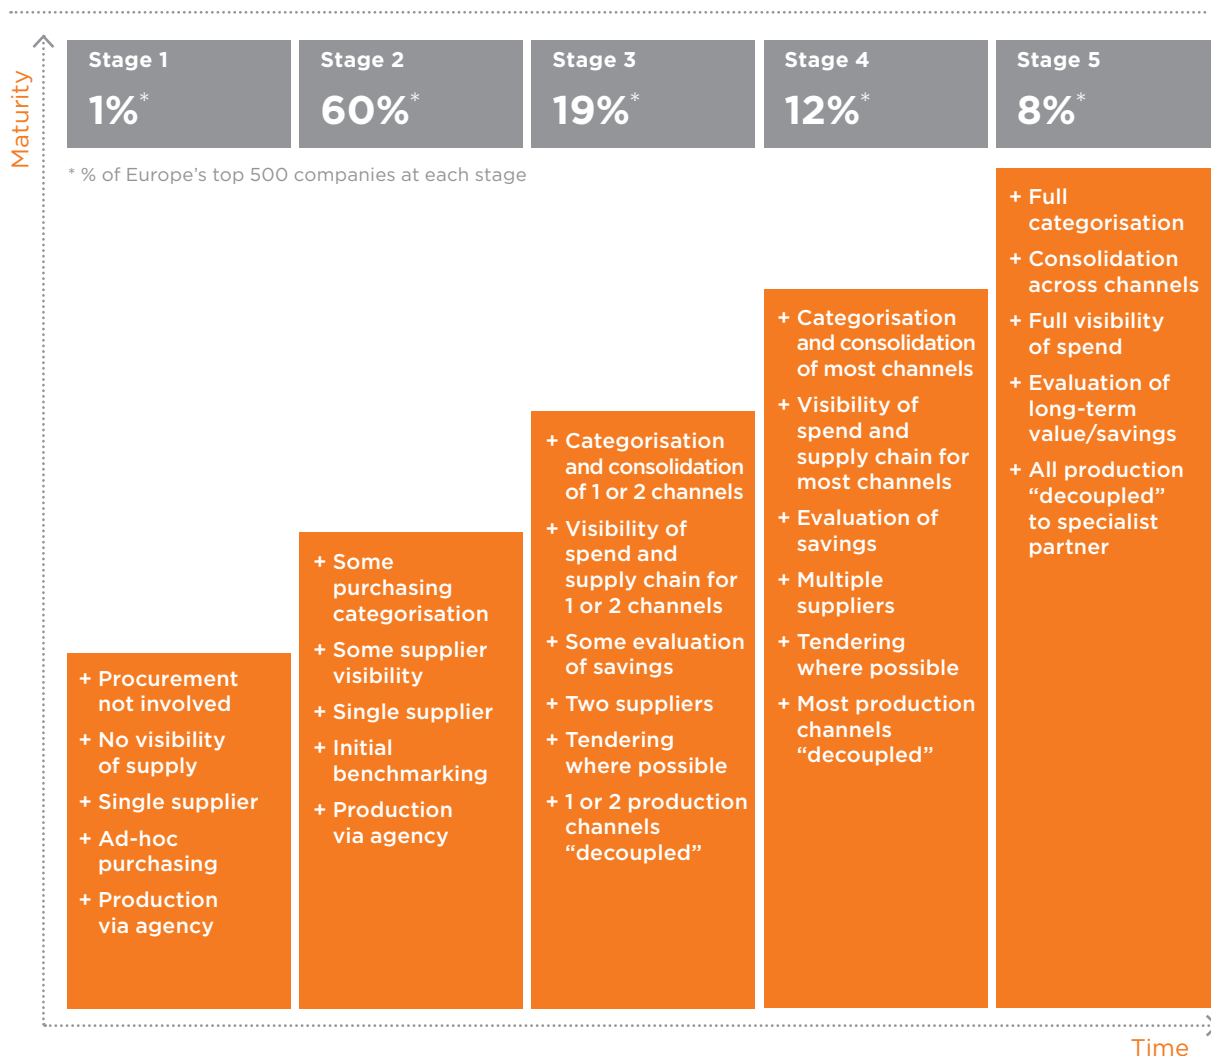 Maturity
Stage 1
1%*
Stage 2
60%*
Stage 3
19%*
Stage 4
12%*
Stage 5
8%*
* % of Europe’s top 500 companies at each stage
+ Procurement
not involved
+ No visibility
of supply
+ Single supplier
+ Ad-hoc
purchasing
+ Production
via agency
+ Some
purchasing
categorisation
+ Some supplier
visibility
+ Single supplier
+ Initial
benchmarking
+ Production
via agency
+ Categorisation
and consolidation
of 1 or 2 channels
+ Visibility of
spend and
supply chain for
1 or 2 channels
+ Some evaluation
of savings
+ Two suppliers
+ Tendering
where possible
+ 1 or 2 production
channels
“decoupled”
+ Categorisation
and consolidation
of most channels
+ Visibility of
spend and
supply chain for
most channels
+ Evaluation of
savings
+ Multiple
suppliers
+ Tendering
where possible
+ Most production
channels
“decoupled”
+ Full
categorisation
+ Consolidation
across channels
+ Full visibility
of spend
+ Evaluation of
long-term
value/savings
+ All production
“decoupled”
to specialist
partner
Time